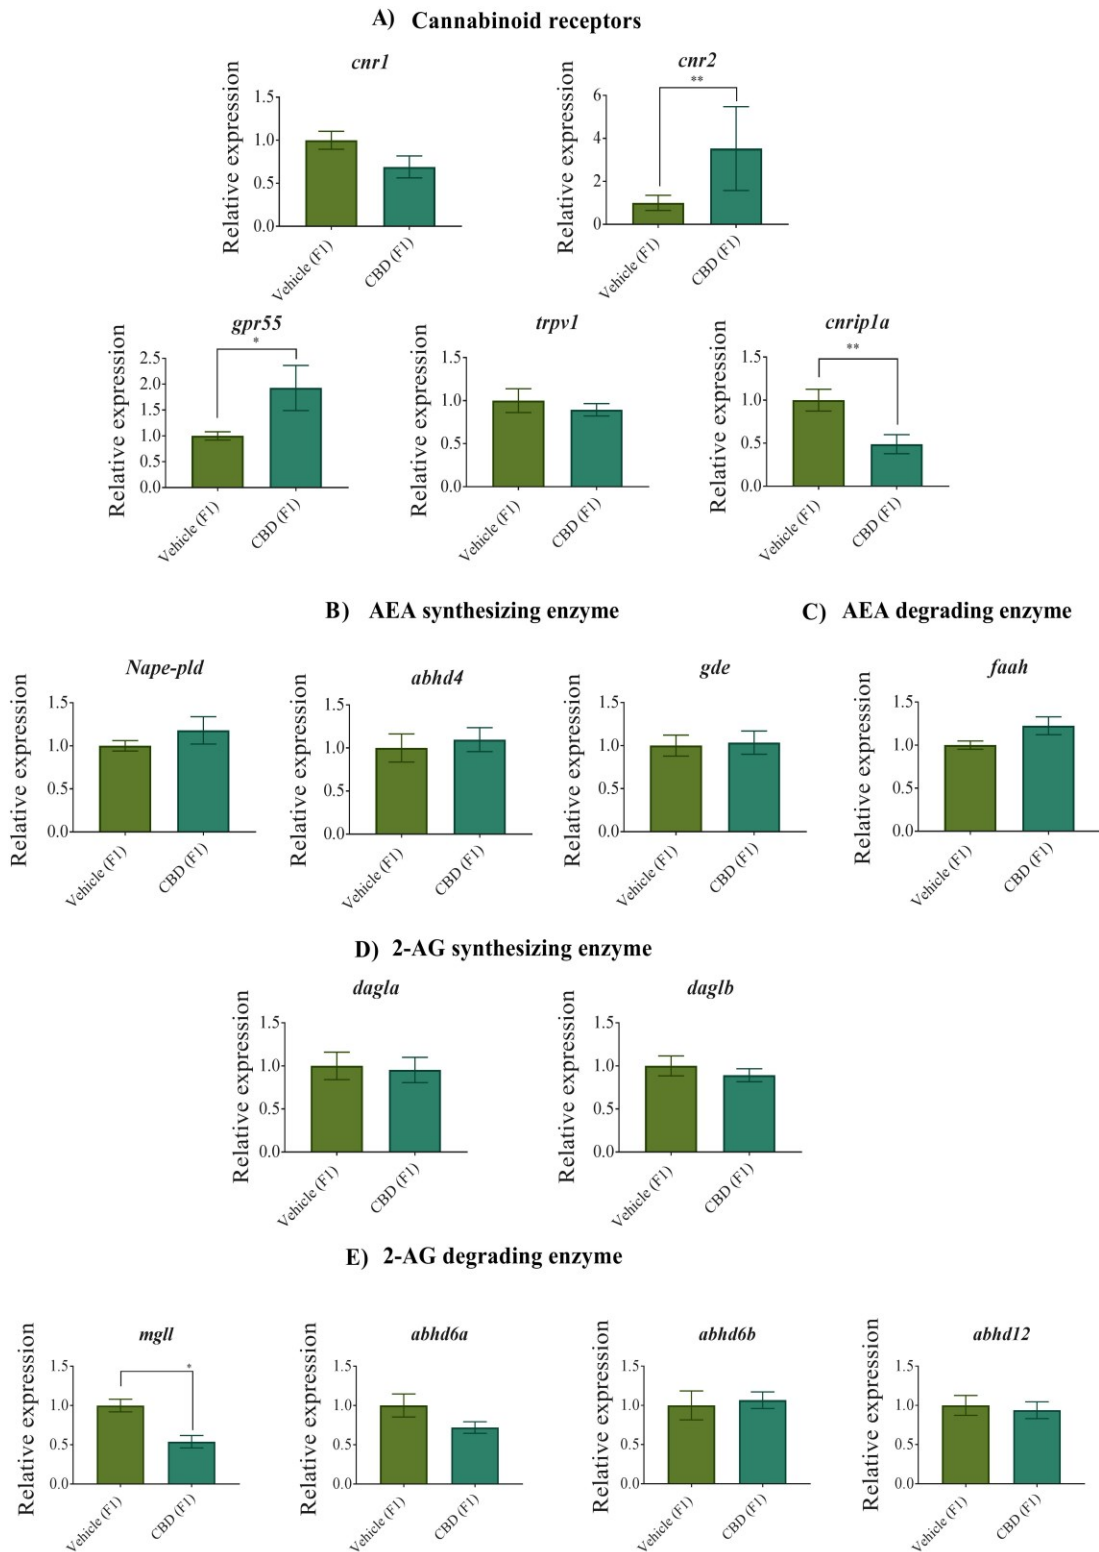 A) Cannabinoid receptors
cnr1
Relative expression
1.5
1.0
0.5
0.0
Vehicle (F1)
CBD (F1)
cnr2
Relative expression
6
4
2
0
**
Vehicle (F1)
CBD (F1)
gpr55
Relative expression
2.5
2.0
1.5
1.0
0.5
0.0
*
Vehicle (F1)
CBD (F1)
trpv1
Relative expression
1.5
1.0
0.5
0.0
Vehicle (F1)
CBD (F1)
cnrip1a
Relative expression
1.5
1.0
0.5
0.0
**
Vehicle (F1)
CBD (F1)
B) AEA synthesizing enzyme
Nape-pld
Relative expression
1.5
1.0
0.5
0.0
Vehicle (F1)
CBD (F1)
abhd4
Relative expression
1.5
1.0
0.5
0.0
Vehicle (F1)
CBD (F1)
gde
Relative expression
1.5
1.0
0.5
0.0
Vehicle (F1)
CBD (F1)
C) AEA degrading enzyme
faah
Relative expression
1.5
1.0
0.5
0.0
Vehicle (F1)
CBD (F1)
D) 2-AG synthesizing enzyme
dagla
Relative expression
1.5
1.0
0.5
0.0
Vehicle (F1)
CBD (F1)
daglb
Relative expression
1.5
1.0
0.5
0.0
Vehicle (F1)
CBD (F1)
E) 2-AG degrading enzyme
mgll
Relative expression
1.5
1.0
0.5
0.0
*
Vehicle (F1)
CBD (F1)
abhd6a
Relative expression
1.5
1.0
0.5
0.0
Vehicle (F1)
CBD (F1)
abhd6b
Relative expression
1.5
1.0
0.5
0.0
Vehicle (F1)
CBD (F1)
abhd12
Relative expression
1.5
1.0
0.5
0.0
Vehicle (F1)
CBD (F1)